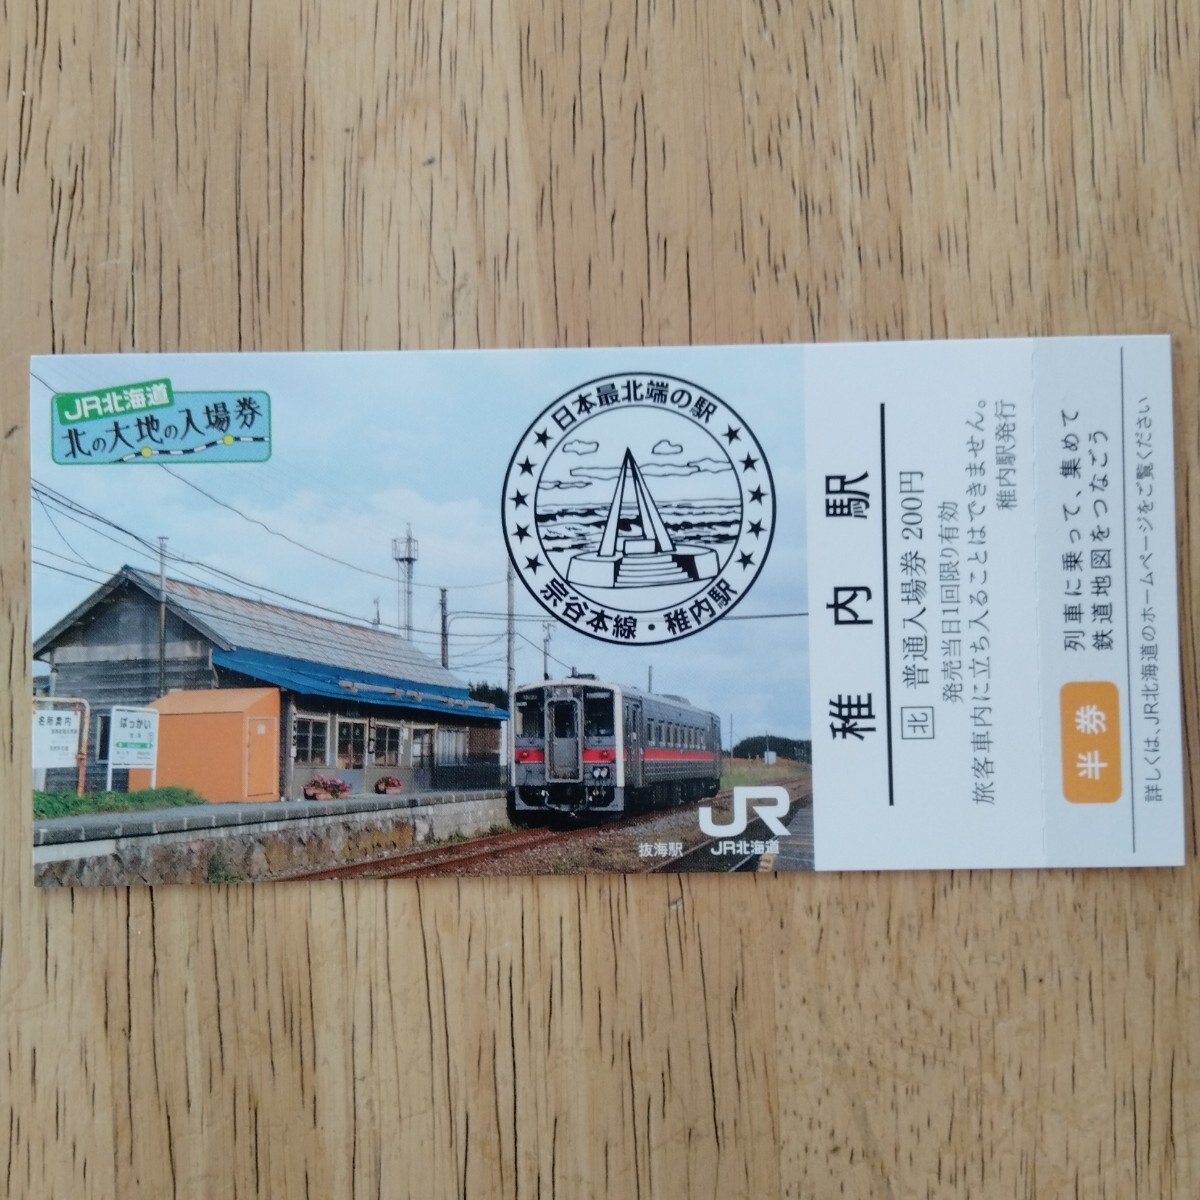 JR北海道
北の大地の入場券
日本最北端の駅
宗谷本線・稚内駅
名所案内
ばっかい
抜海駅
JR
JR北海道
稚内駅
北 普通入場券 200円
発売当日1回限り有効
旅客車内に立ち入ることはできません。
稚内駅発行
半券
列車に乗って、集めて
鉄道地図をつなごう
詳しくは、JR北海道のホームページをご覧ください